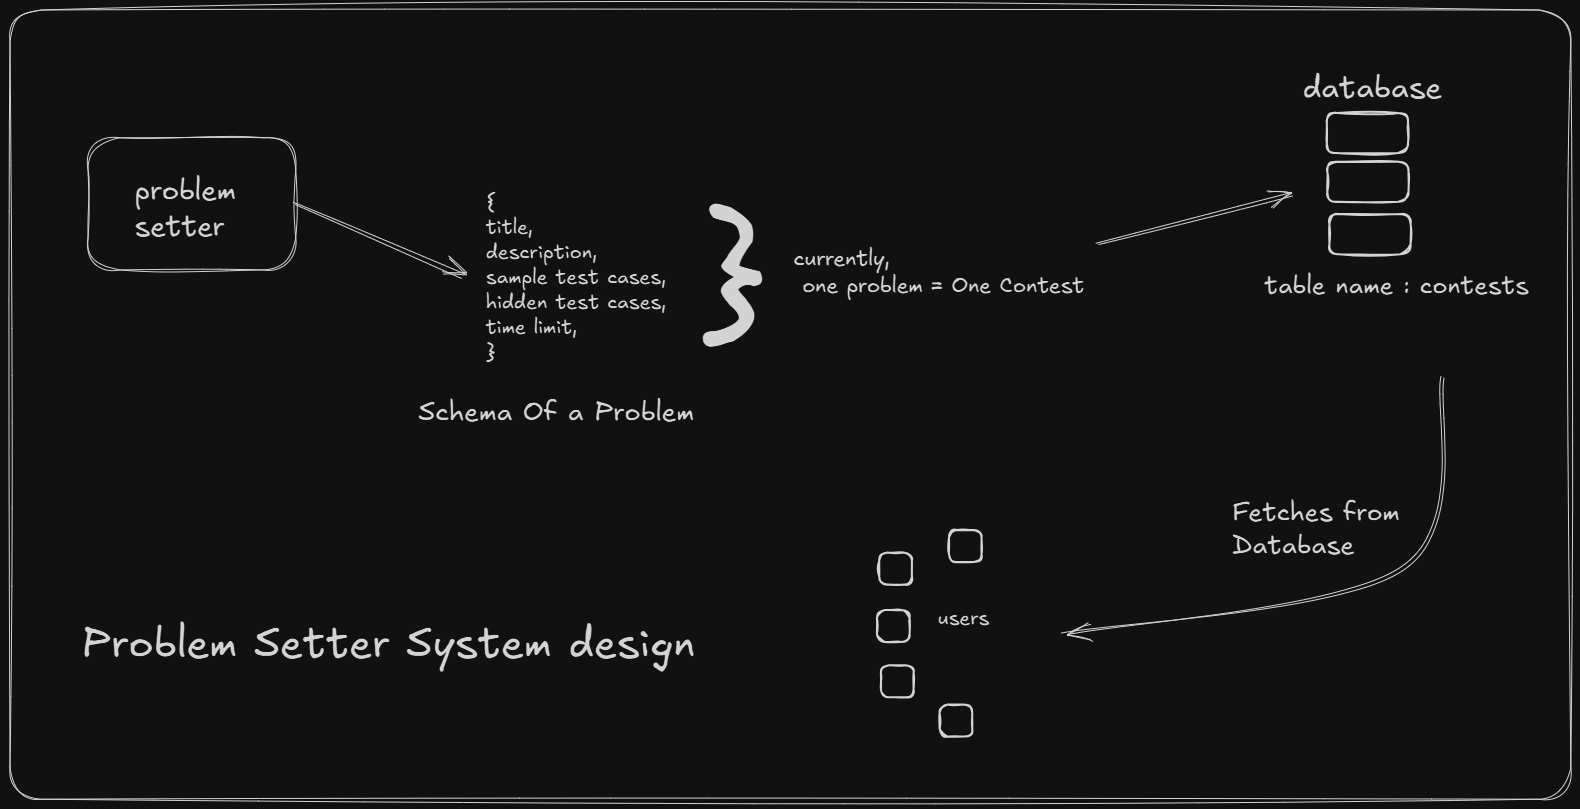 database
problem
setter
{
title,
description,
sample test cases,
hidden test cases,
time limit,
}
currently,
one problem = One Contest
table name : contests
Schema Of a Problem
Fetches from
Database
users
Problem Setter System design